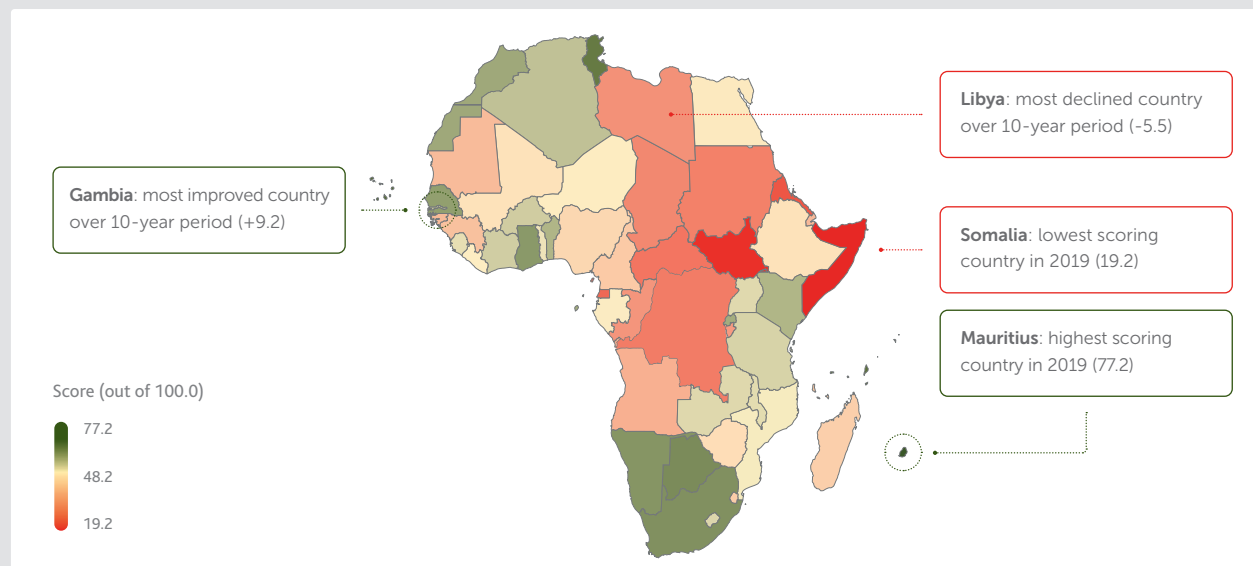 Libya: most declined country
over 10-year period (-5.5)
Gambia: most improved country
over 10-year period (+9.2)
Somalia: lowest scoring
country in 2019 (19.2)
Mauritius: highest scoring
country in 2019 (77.2)
Score (out of 100.0)
77.2
48.2
19.2